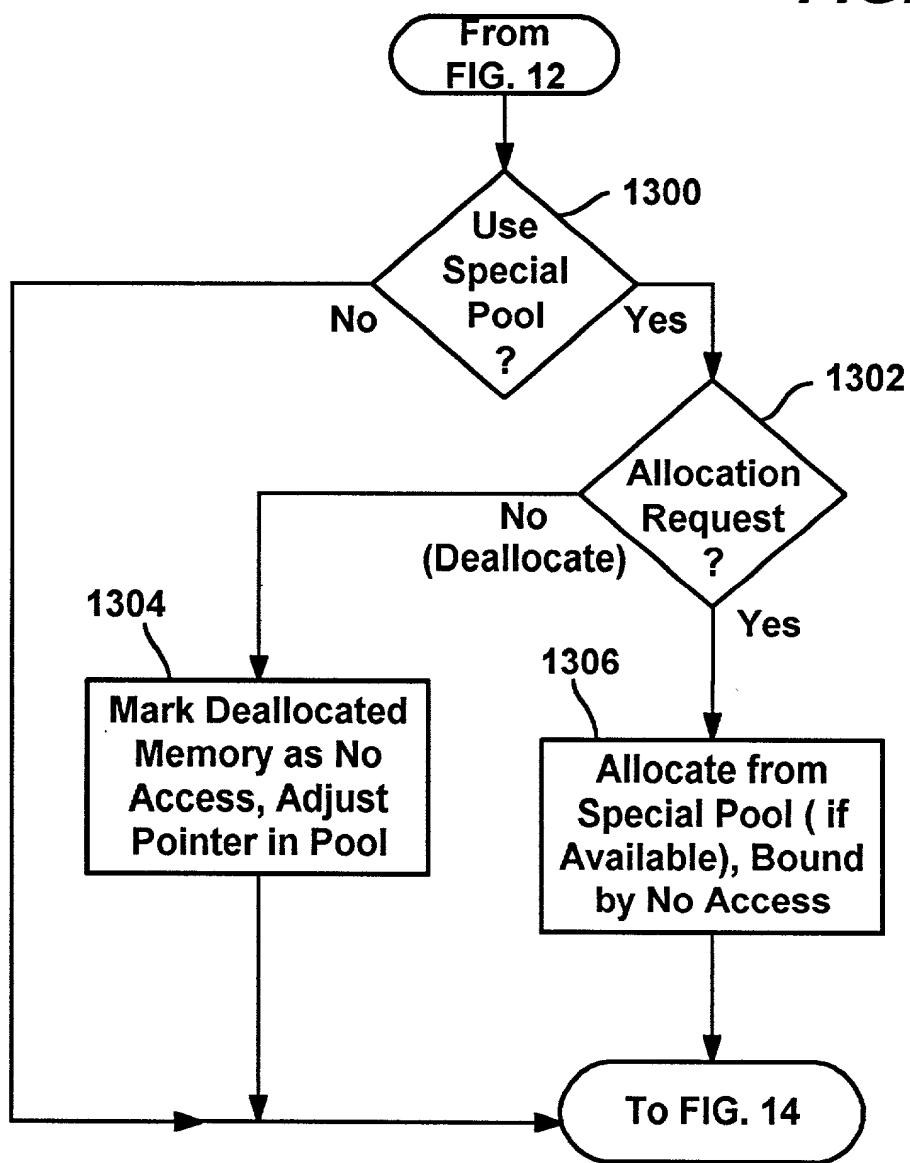 From
FIG. 12
1300
Use
Special
Pool
?
No
Yes
1302
Allocation
Request
?
No
(Deallocate)
Yes
1304
Mark Deallocated
Memory as No
Access, Adjust
Pointer in Pool
1306
Allocate from
Special Pool ( if
Available), Bound
by No Access
To FIG. 14